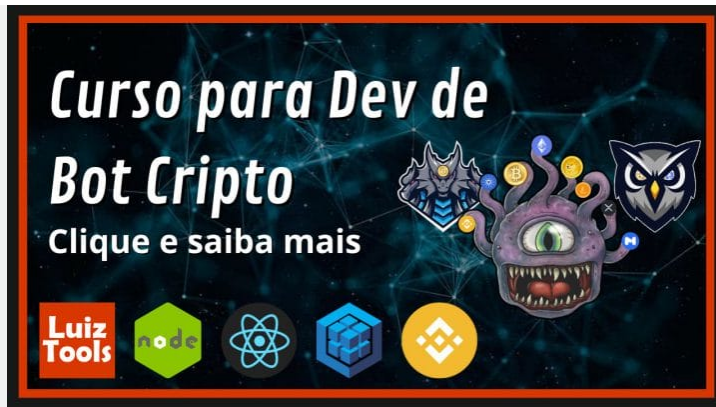 Curso para Dev de
Bot Cripto
Clique e saiba mais
Luiz
Tools
node